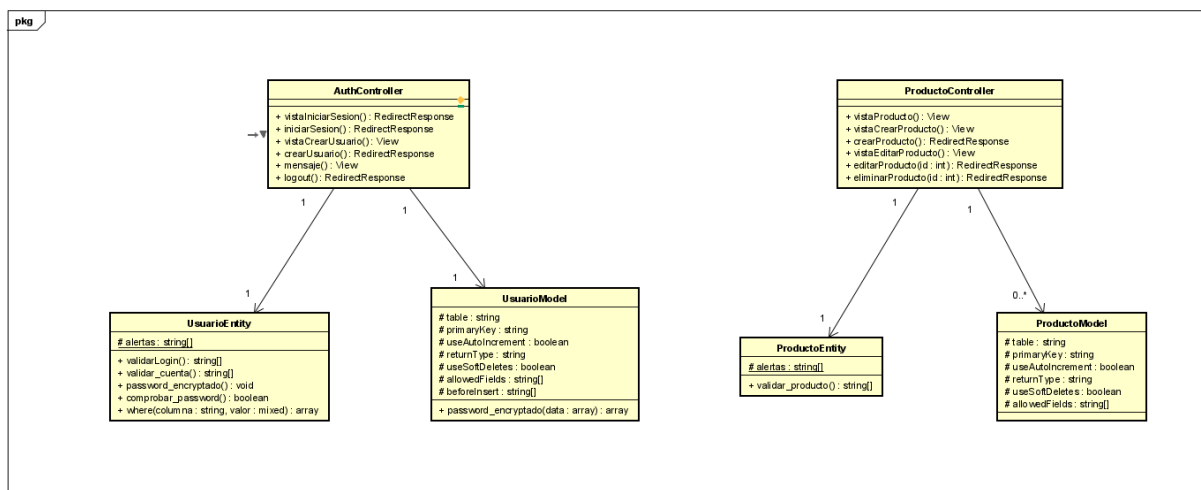 pkg
AuthController
+ vistaIniciarSesion() : RedirectResponse
+ iniciarSesion() : RedirectResponse
+ vistaCrearUsuario() : View
+ crearUsuario() : RedirectResponse
+ mensaje() : View
+ logout() : RedirectResponse
ProductoController
+ vistaProducto() : View
+ vistaCrearProducto() : View
+ crearProducto() : RedirectResponse
+ vistaEditarProducto() : View
+ editarProducto(id : int) : RedirectResponse
+ eliminarProducto(id : int) : RedirectResponse
1
1
1
1
1
1
1
0..*
UsuarioEntity
# alertas : string[]
+ validarLogin() : string[]
+ validar_cuenta() : string[]
+ password_encryptado() : void
+ comprobar_password() : boolean
+ where(columna : string, valor : mixed) : array
UsuarioModel
# table : string
# primaryKey : string
# useAutoIncrement : boolean
# returnType : string
# useSoftDeletes : boolean
# allowedFields : string[]
# beforeInsert : string[]
+ password_encryptado(data : array) : array
ProductoEntity
# alertas : string[]
+ validar_producto() : string[]
ProductoModel
# table : string
# primaryKey : string
# useAutoIncrement : boolean
# returnType : string
# useSoftDeletes : boolean
# allowedFields : string[]